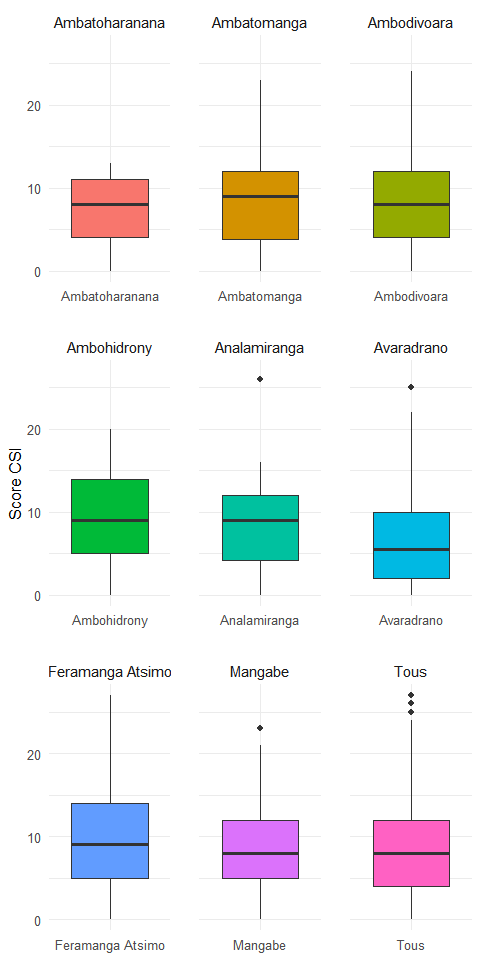 Ambatoharanana
Ambatomanga
Ambodivoara
20
10
0
Ambatoharanana
Ambatomanga
Ambodivoara
Ambohidrony
Analamiranga
Avaradrano
Score CSI
20
10
0
Ambohidrony
Analamiranga
Avaradrano
Feramanga Atsimo
Mangabe
Tous
20
10
0
Feramanga Atsimo
Mangabe
Tous